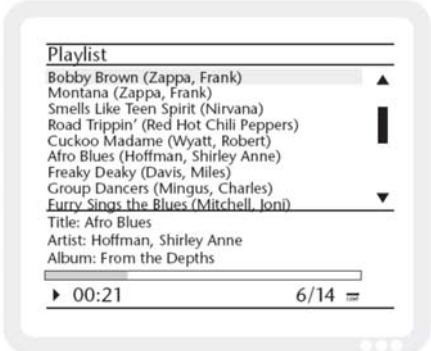 Playlist
Bobby Brown (Zappa, Frank)
Montana (Zappa, Frank)
Smells Like Teen Spirit (Nirvana)
Road Trippin' (Red Hot Chili Peppers)
Cuckoo Madame (Wyatt, Robert)
Afro Blues (Hoffman, Shirley Anne)
Freaky Deaky (Davis, Miles)
Group Dancers (Mingus, Charles)
Furry Sings the Blues (Mitchell, Joni)
Title: Afro Blues
Artist: Hoffman, Shirley Anne
Album: From the Depths
00:21 6/14